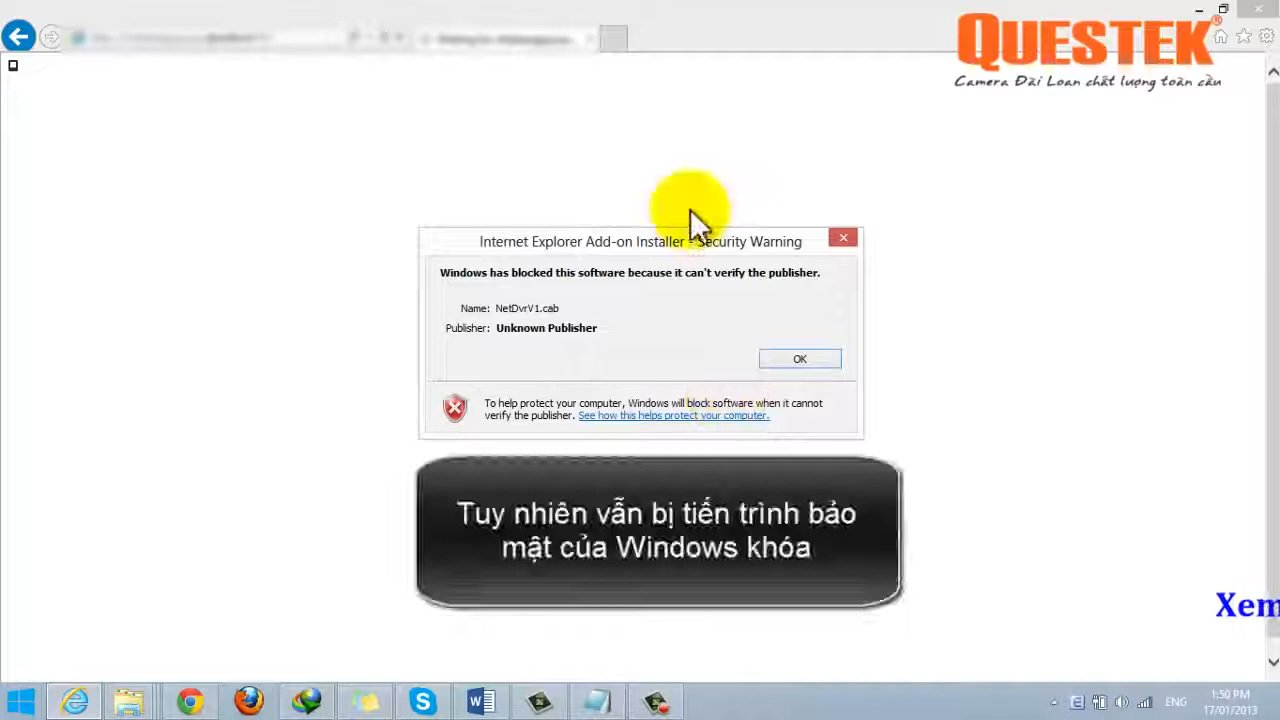 QUESTEK®
Camera Đài Loan chất lượng toàn cầu
Internet Explorer Add-on Installer - Security Warning
Windows has blocked this software because it can't verify the publisher.
Name: NetDvrV1.cab
Publisher: Unknown Publisher
OK
To help protect your computer, Windows will block software when it cannot
verify the publisher. See how this helps protect your computer.
Tuy nhiên vẫn bị tiến trình bảo
mật của Windows khóa
Xem
ENG
1:50 PM
17/01/2013